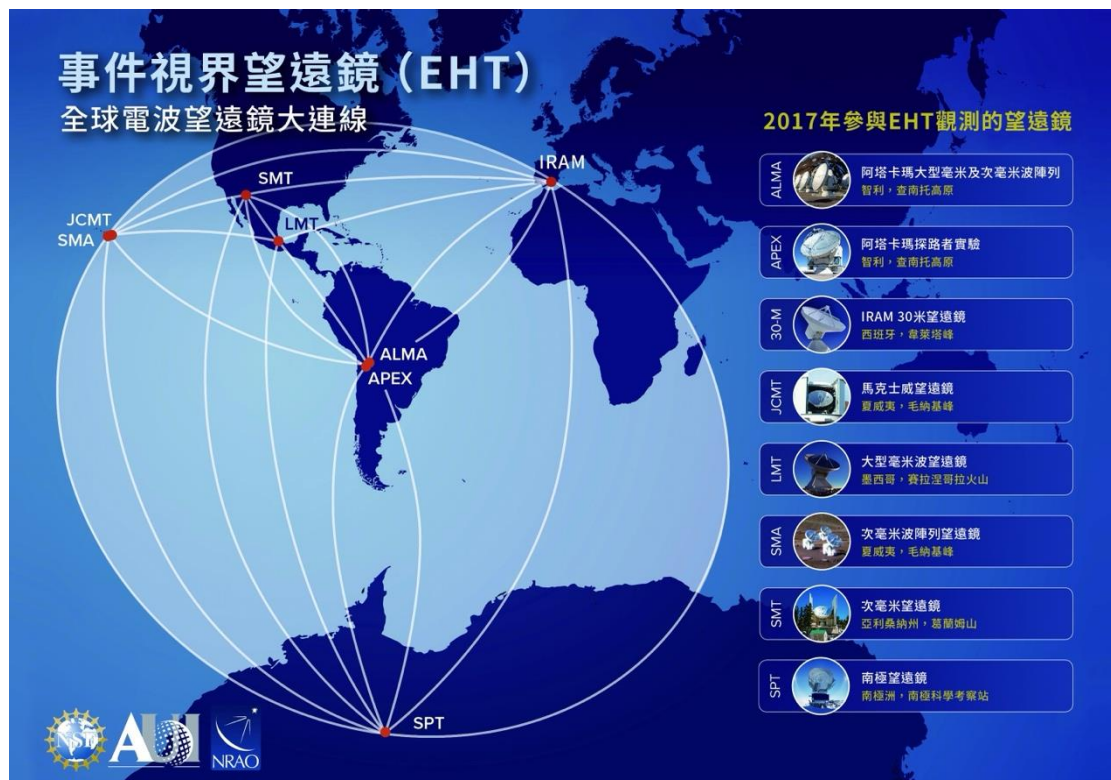 事件視界望遠鏡（EHT）
全球電波望遠鏡大連線
IRAM
SMT
JCMT
SMA
LMT
ALMA
APEX
SPT
2017年參與EHT觀測的望遠鏡
ALMA
阿塔卡瑪大型毫米及次毫米波陣列
智利，查南托高原
APEX
阿塔卡瑪探路者實驗
智利，查南托高原
30-M
IRAM 30米望遠鏡
西班牙，韋萊塔峰
JCMT
馬克士威望遠鏡
夏威夷，毛納基峰
LMT
大型毫米波望遠鏡
墨西哥，賽拉涅哥拉火山
SMA
次毫米波陣列望遠鏡
夏威夷，毛納基峰
SMT
次毫米望遠鏡
亞利桑納州，葛蘭姆山
SPT
南極望遠鏡
南極洲，南極科學考察站
NSF
AUI
NRAO